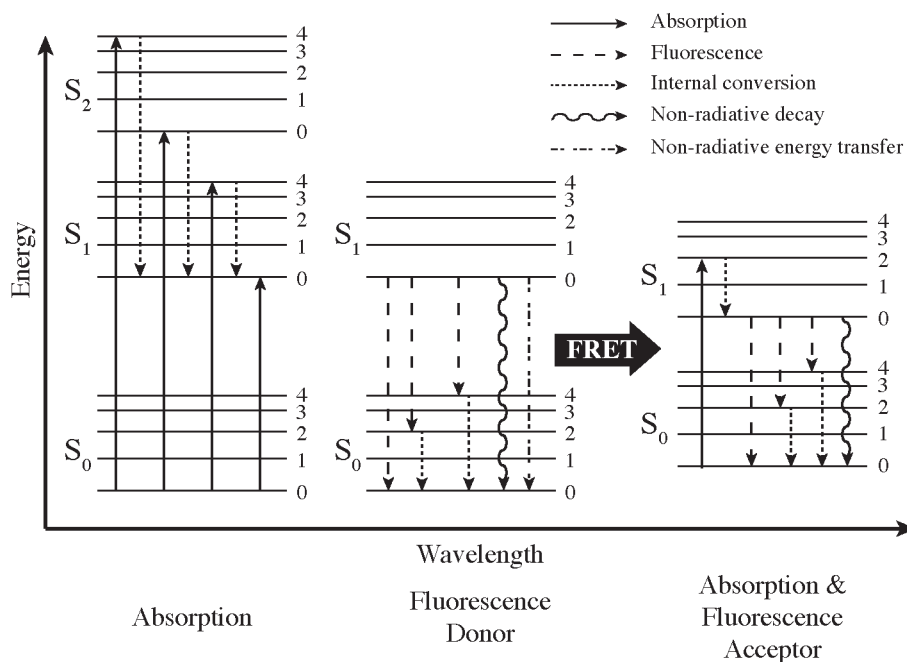 Absorption
Fluorescence
Internal conversion
Non-radiative decay
Non-radiative energy transfer
Energy
S2
4
3
2
1
0
S1
4
3
2
1
0
S0
4
3
2
1
0
S1
4
3
2
1
0
S0
4
3
2
1
0
FRET
S1
4
3
2
1
0
S0
4
3
2
1
0
Wavelength
Absorption
Fluorescence
Donor
Absorption &
Fluorescence
Acceptor